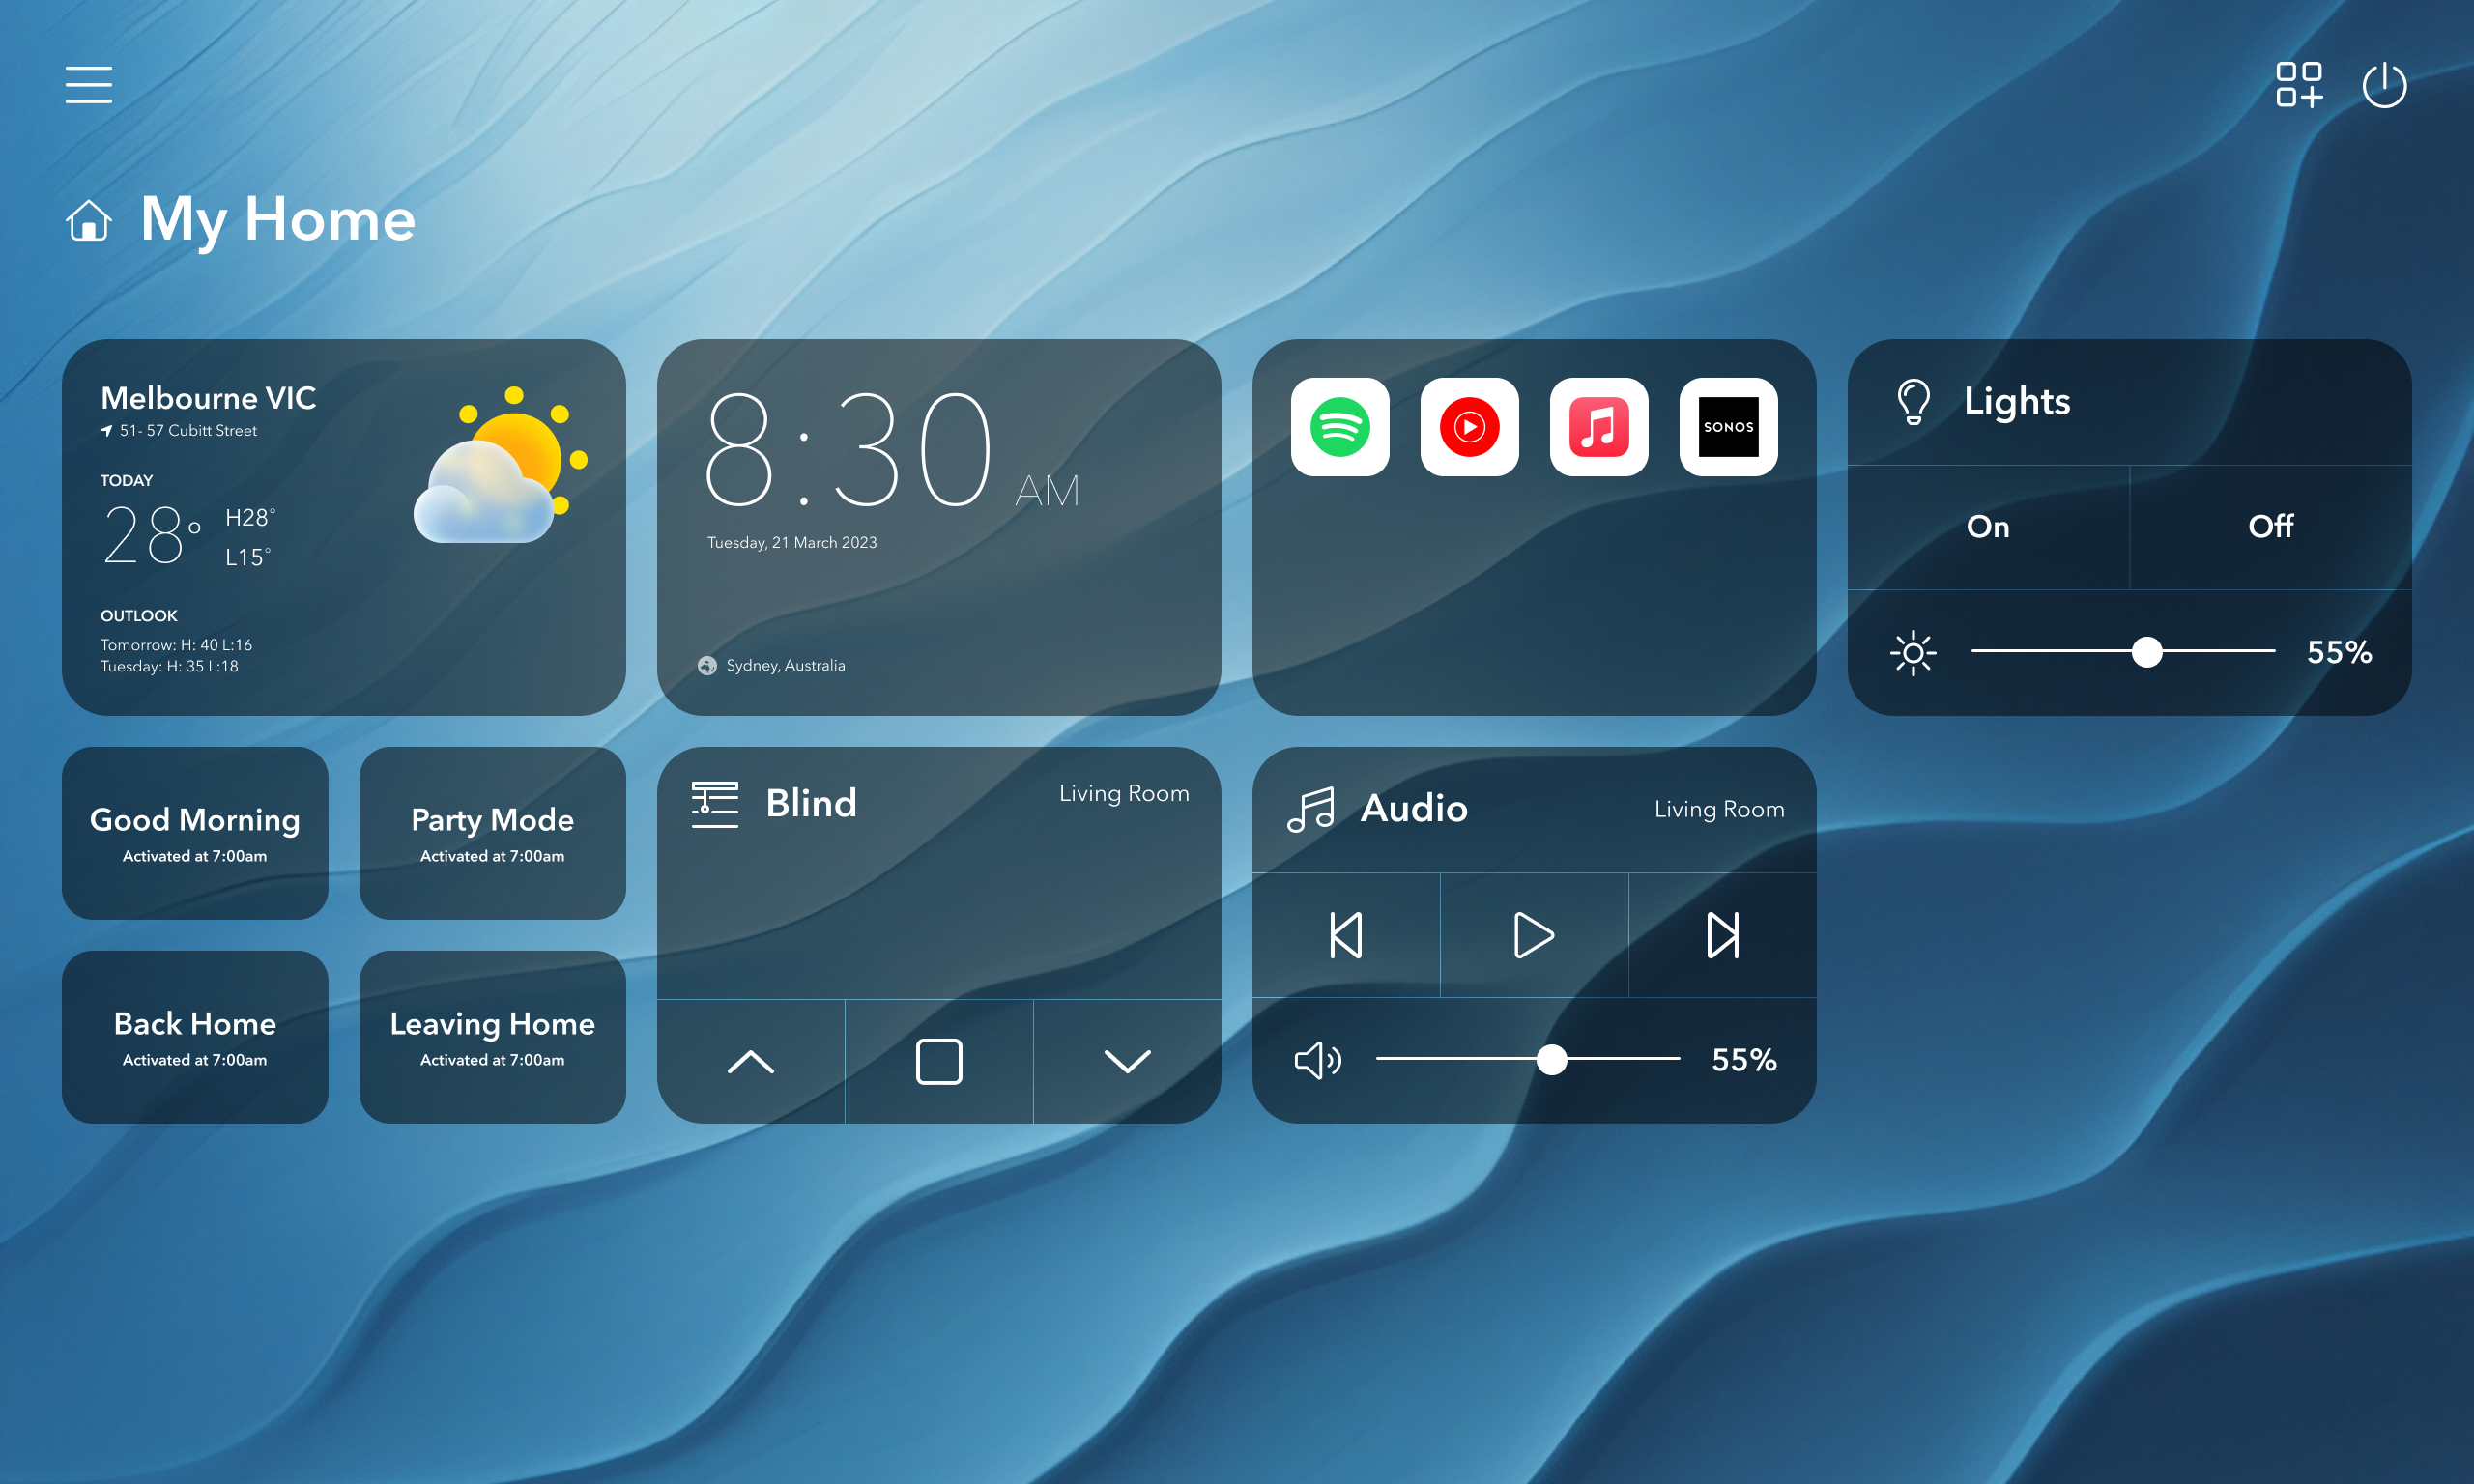 My Home
Melbourne VIC
51- 57 Cubitt Street
TODAY
28°
H28°
L15°
OUTLOOK
Tomorrow: H: 40 L:16
Tuesday: H: 35 L:18
8:30 AM
Tuesday, 21 March 2023
Sydney, Australia
SONOS
Lights
On
Off
55%
Good Morning
Activated at 7:00am
Party Mode
Activated at 7:00am
Back Home
Activated at 7:00am
Leaving Home
Activated at 7:00am
Blind
Living Room
Audio
Living Room
55%